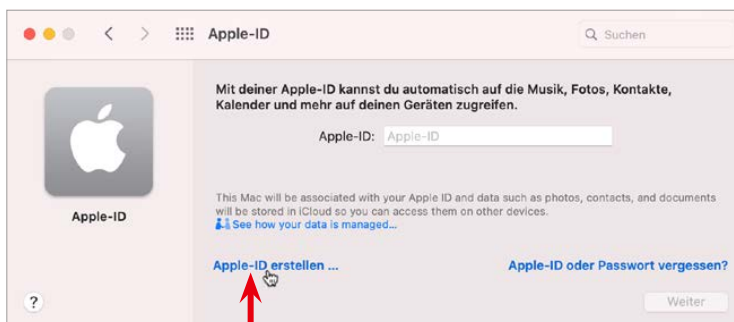 Apple-ID
Suchen
Mit deiner Apple-ID kannst du automatisch auf die Musik, Fotos, Kontakte,
Kalender und mehr auf deinen Geräten zugreifen.
Apple-ID: Apple-ID
This Mac will be associated with your Apple ID and data such as photos, contacts, and documents
will be stored in iCloud so you can access them on other devices.
See how your data is managed...
Apple-ID
Apple-ID erstellen ... Apple-ID oder Passwort vergessen?
? Weiter